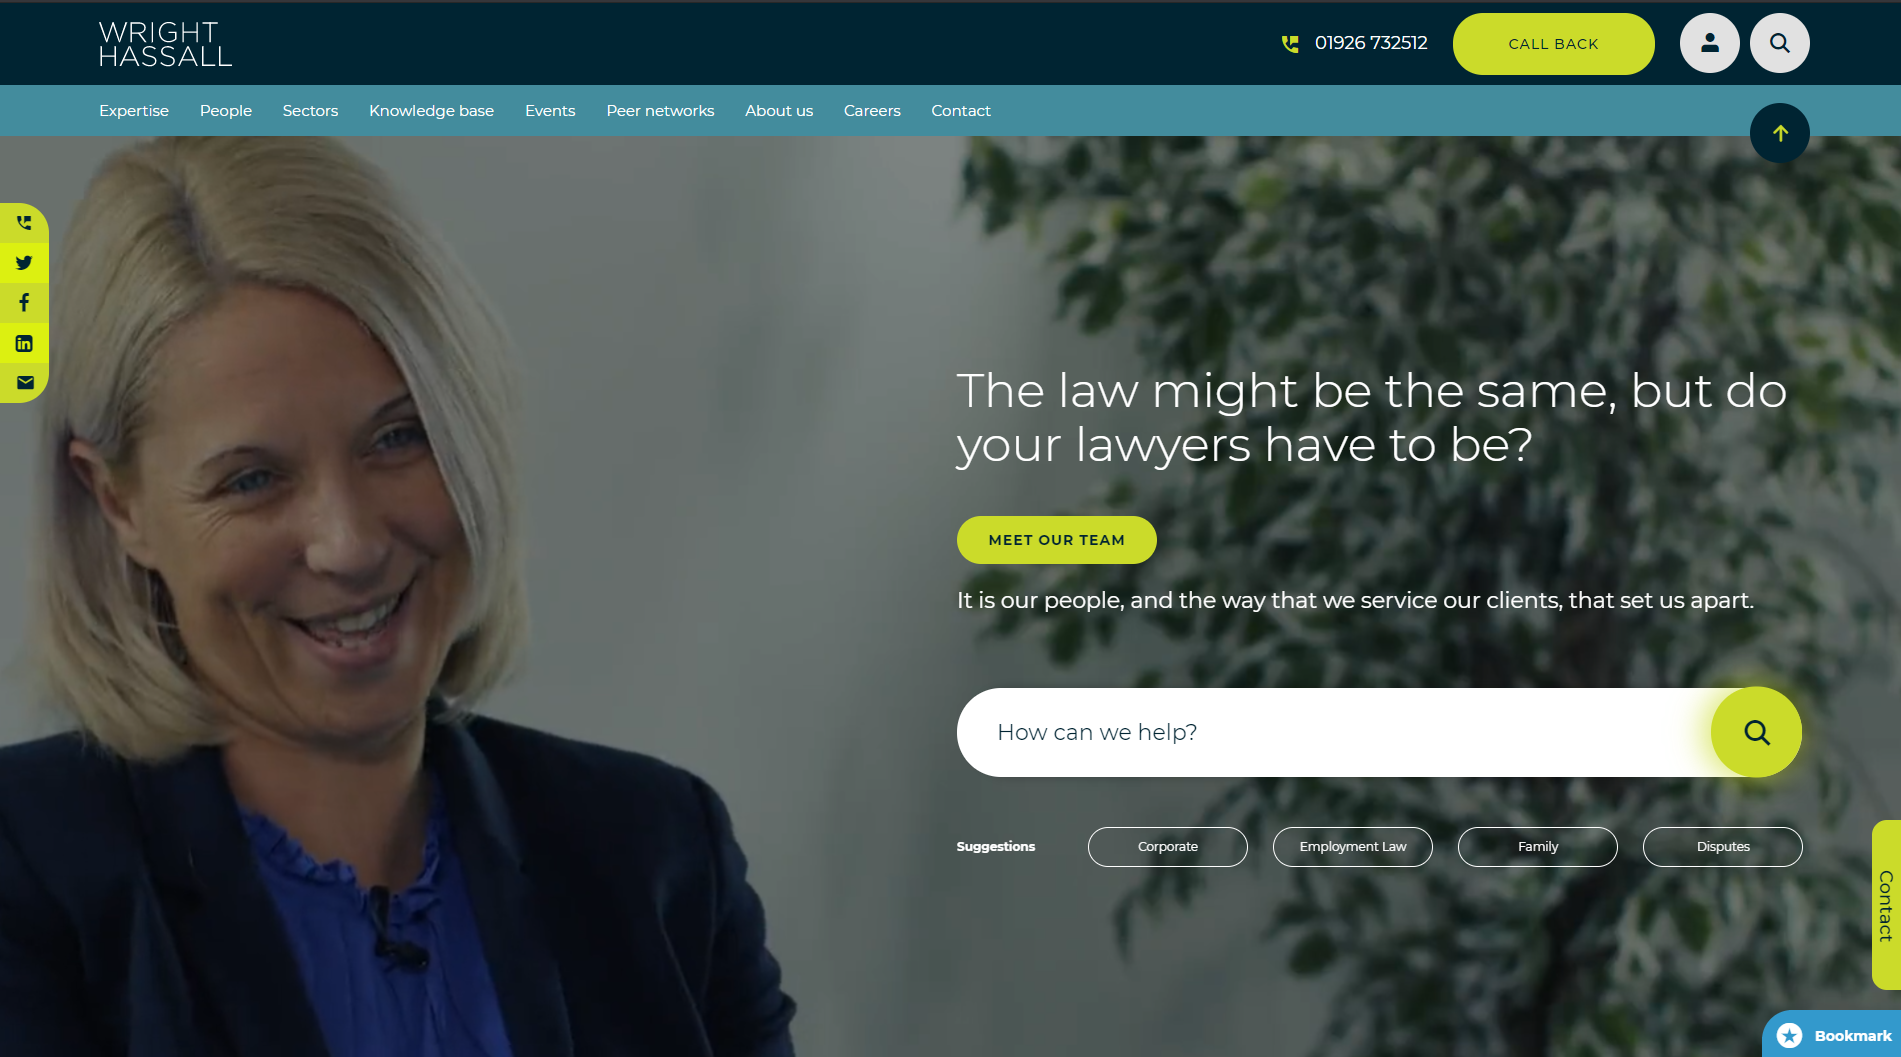 WRIGHT
HASSALL
01926 732512
CALL BACK
Expertise People Sectors Knowledge base Events Peer networks About us Careers Contact
The law might be the same, but do
your lawyers have to be?
MEET OUR TEAM
It is our people, and the way that we service our clients, that set us apart.
How can we help?
Suggestions Corporate Employment Law Family Disputes
Contact
Bookmark